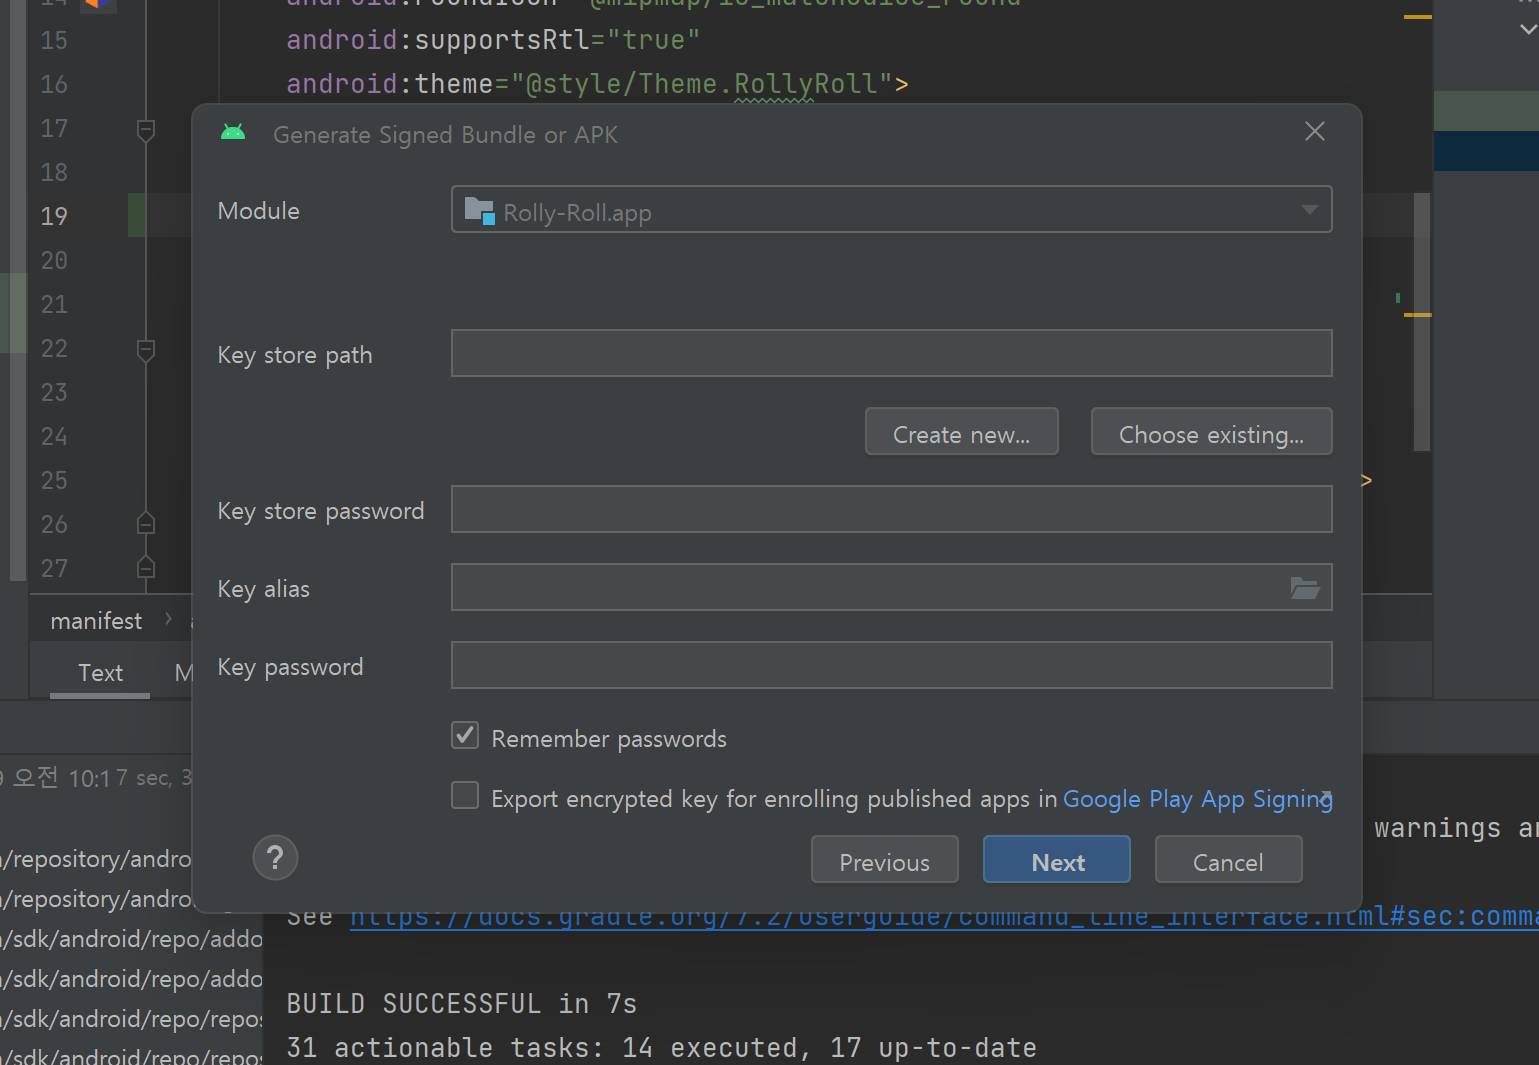 14
15
16
17
18
19
20
21
22
23
24
25
26
27
android:roundIcon="@mipmap/ic_matchdice_round"
android:supportsRtl="true"
android:theme="@style/Theme.RollyRoll">
Generate Signed Bundle or APK
Module
Rolly-Roll.app
Key store path
Create new...
Choose existing...
Key store password
>
Key alias
Key password
Remember passwords
Export encrypted key for enrolling published apps in Google Play App Signing
?
Previous
Next
Cancel
manifest
Text
M
오전 10:17 sec, 3
/repository/andro
/repository/andro
/sdk/android/repo/addo
/sdk/android/repo/addo
/sdk/android/repo/repos
/sdk/android/repo/repos
warnings an
See https://docs.gradle.org/7.2/userguide/command_line_interface.html#sec:comma
BUILD SUCCESSFUL in 7s
31 actionable tasks: 14 executed, 17 up-to-date